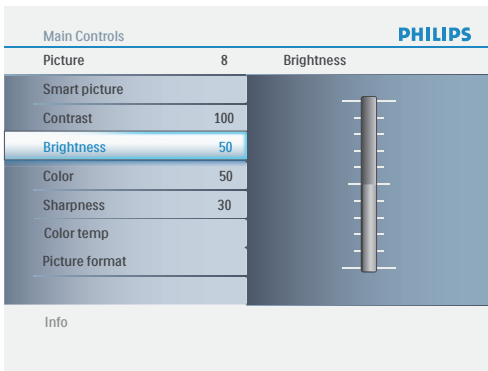 Main Controls PHILIPS
Picture 8 Brightness
Smart picture
Contrast 100
Brightness 50
Color 50
Sharpness 30
Color temp
Picture format
Info